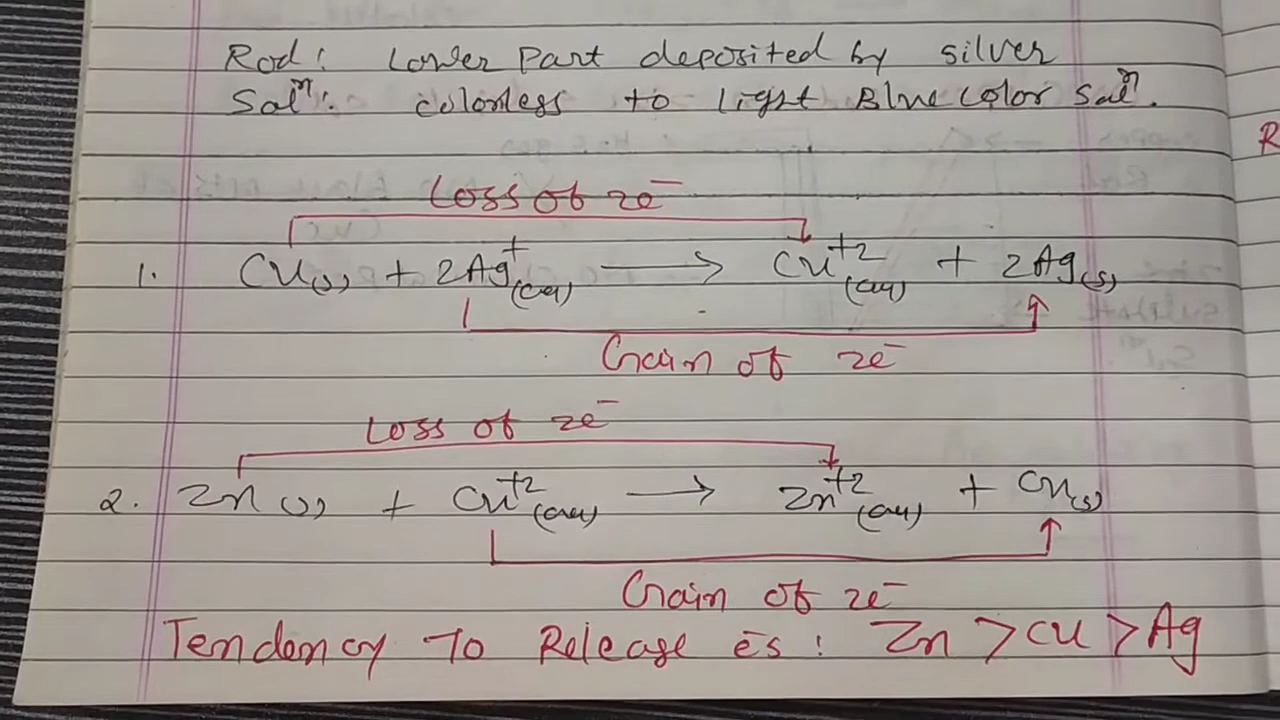 Rod: Lower Part deposited by silver
Solⁿ: colorless to light Blue color Solⁿ.
R
Loss of 2e⁻
1. Cu(s) + 2Ag⁺(aq) → Cu⁺²(aq) + 2Ag(s)
Gain of 2e⁻
Loss of 2e⁻
2. Zn(s) + Cu⁺²(aq) → Zn⁺²(aq) + Cu(s)
Gain of 2e⁻
Tendency To Release e⁻s : Zn > Cu > Ag